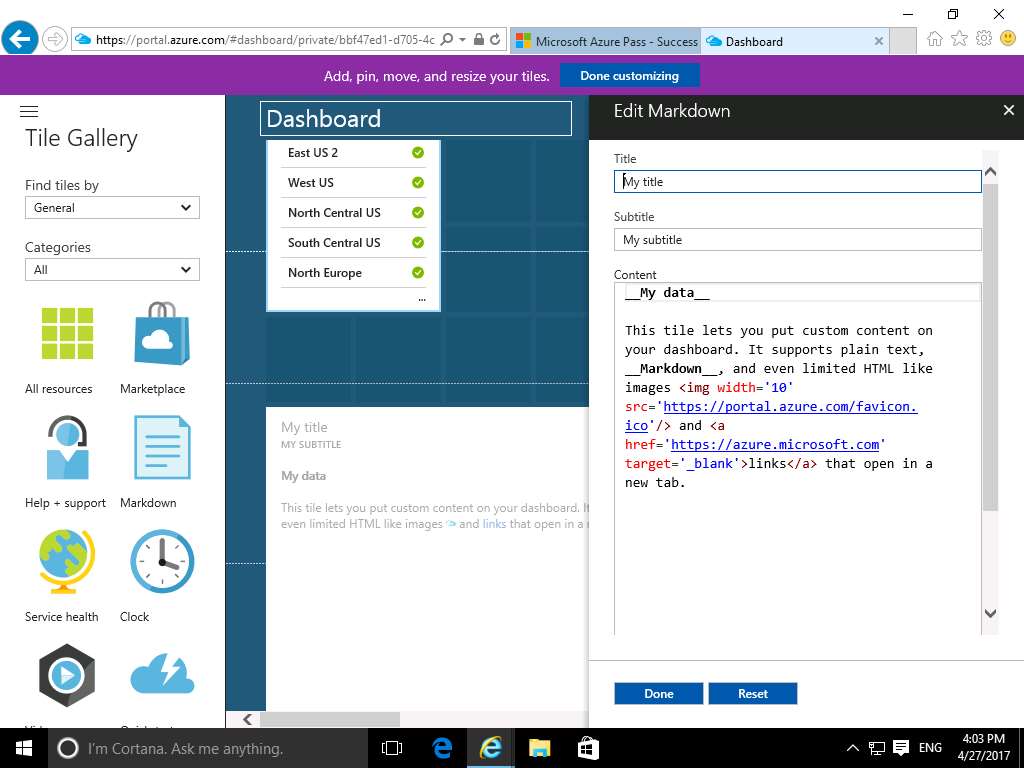 https://portal.azure.com/#dashboard/private/bbf47ed1-d705-4c
Microsoft Azure Pass - Success
Dashboard
Add, pin, move, and resize your tiles.
Done customizing
Tile Gallery
Find tiles by
General
Categories
All
All resources
Marketplace
Help + support
Markdown
Service health
Clock
Dashboard
East US 2
West US
North Central US
South Central US
North Europe
...
My title
MY SUBTITLE
My data
This tile lets you put custom content on your dashboard.
even limited HTML like images and links that open in a
Edit Markdown
Title
My title
Subtitle
My subtitle
Content
__My data__
This tile lets you put custom content on
your dashboard. It supports plain text,
__Markdown__, and even limited HTML like
images <img width='10'
src='https://portal.azure.com/favicon.
ico'/> and <a
href='https://azure.microsoft.com'
target='_blank'>links</a> that open in a
new tab.
Done
Reset
I'm Cortana. Ask me anything.
ENG
4:03 PM
4/27/2017